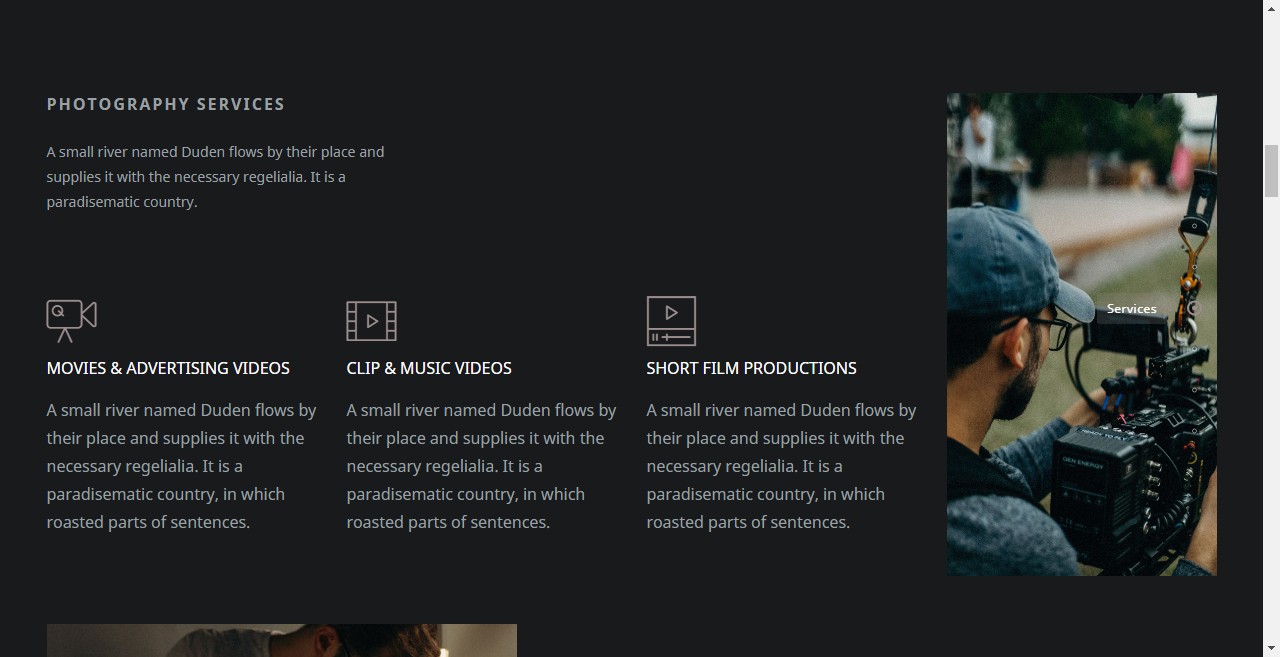 PHOTOGRAPHY SERVICES
A small river named Duden flows by their place and
supplies it with the necessary regelialia. It is a
paradisematic country.
MOVIES & ADVERTISING VIDEOS
A small river named Duden flows by
their place and supplies it with the
necessary regelialia. It is a
paradisematic country, in which
roasted parts of sentences.
CLIP & MUSIC VIDEOS
A small river named Duden flows by
their place and supplies it with the
necessary regelialia. It is a
paradisematic country, in which
roasted parts of sentences.
SHORT FILM PRODUCTIONS
A small river named Duden flows by
their place and supplies it with the
necessary regelialia. It is a
paradisematic country, in which
roasted parts of sentences.
Services
READY TO FLY
GEN ENERGY